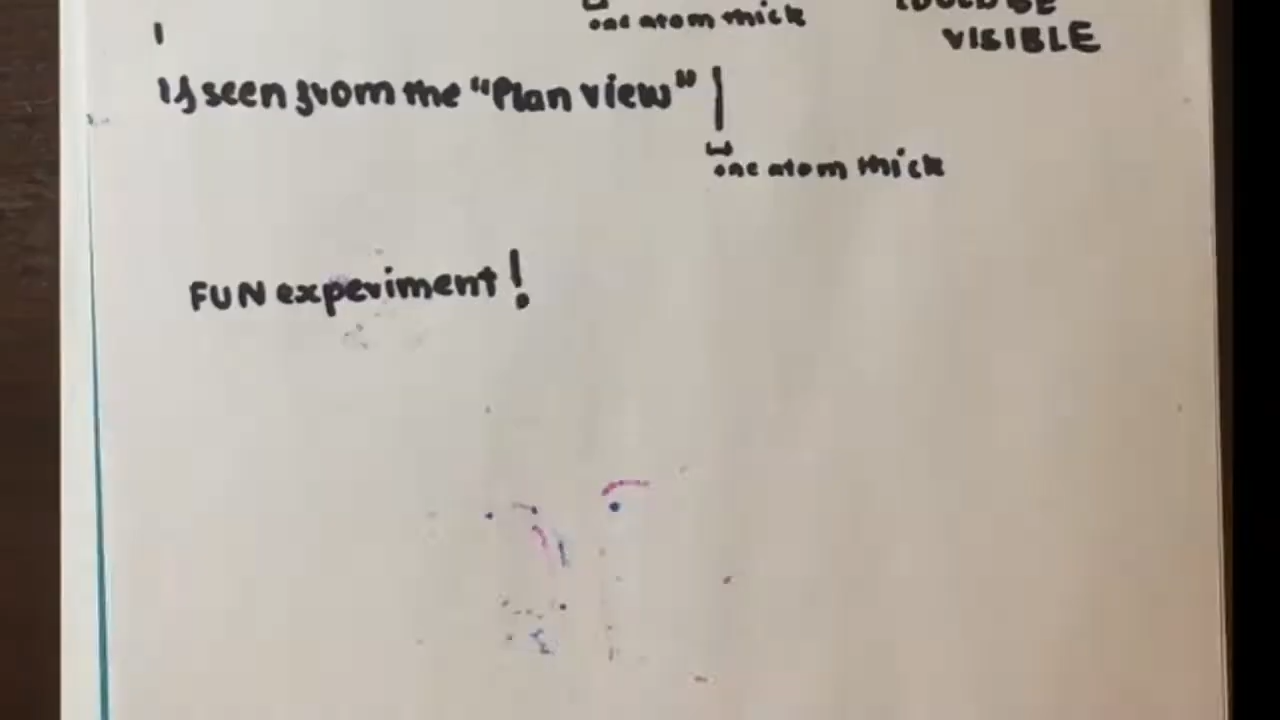 one atom thick
VISIBLE
If seen from the "Plan view"
one atom thick
FUN experiment!